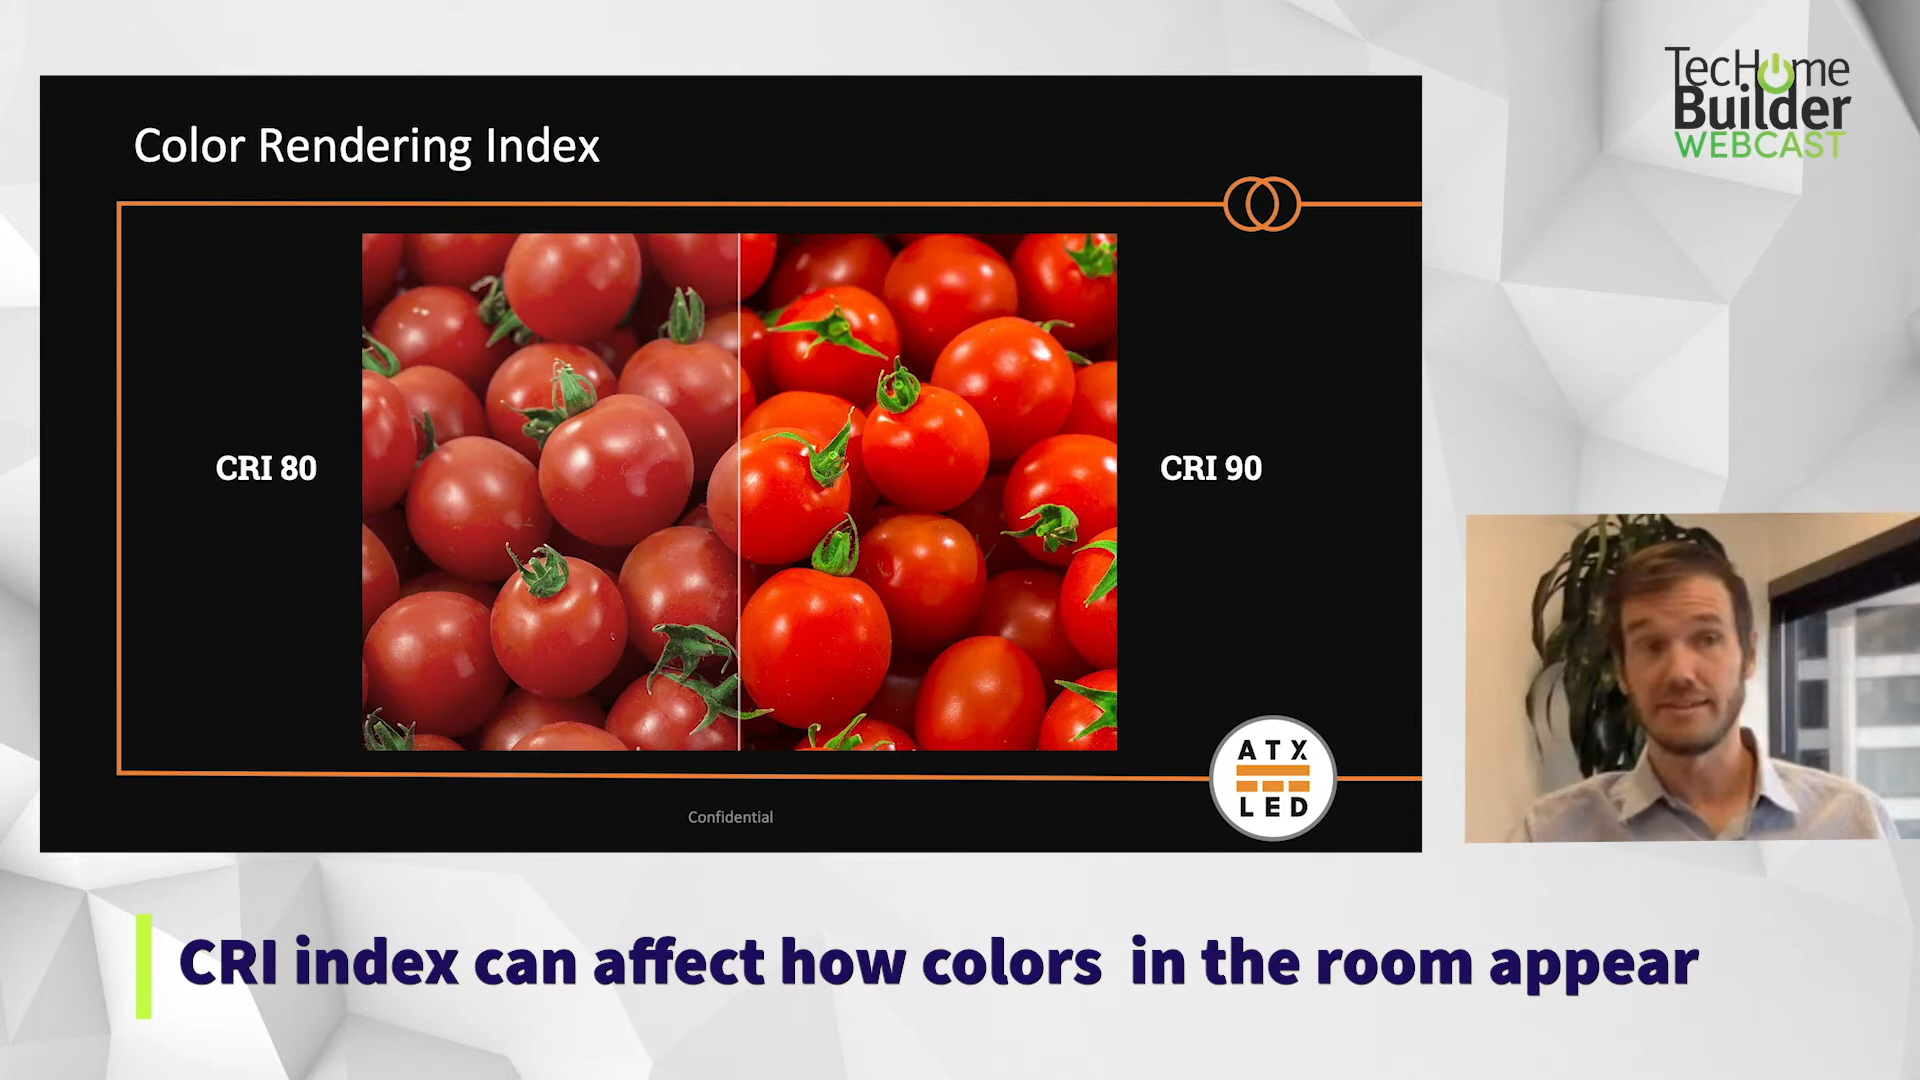 TecHome
Builder
WEBCAST
Color Rendering Index
CRI 80
CRI 90
ATX
LED
Confidential
CRI index can affect how colors  in the room appear